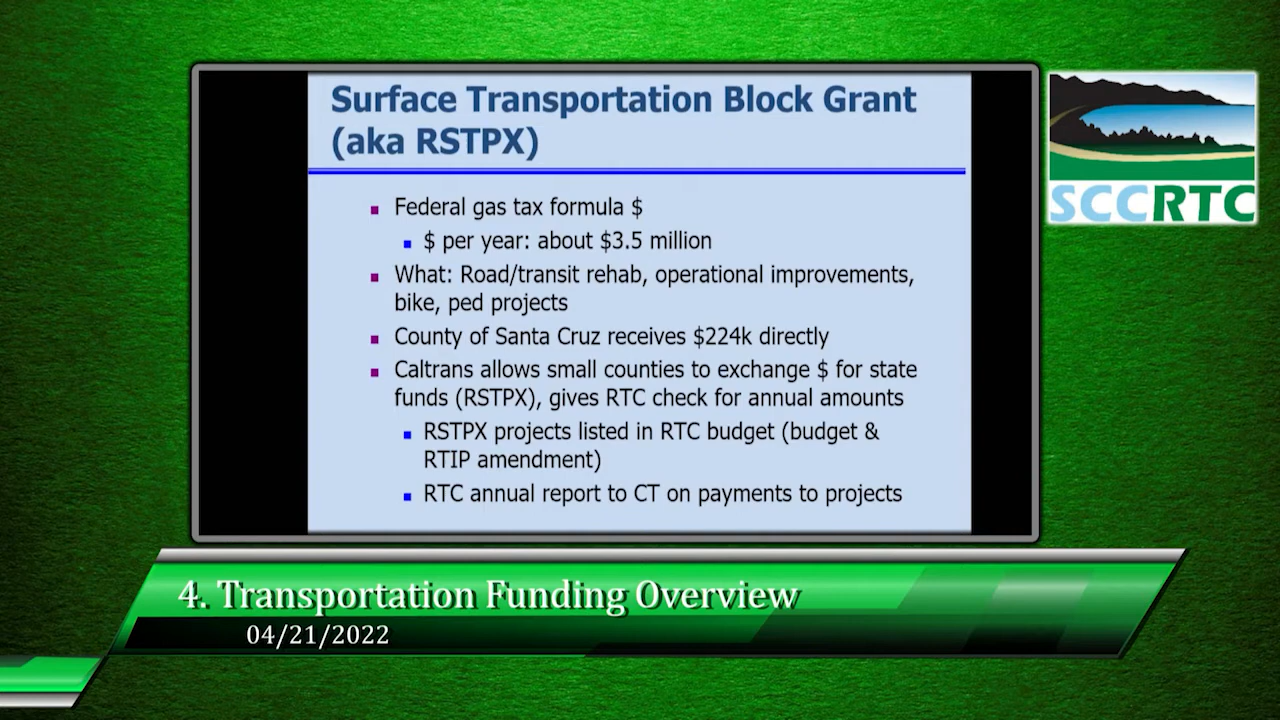 Surface Transportation Block Grant
(aka RSTPX)
Federal gas tax formula $
$ per year: about $3.5 million
What: Road/transit rehab, operational improvements,
bike, ped projects
County of Santa Cruz receives $224k directly
Caltrans allows small counties to exchange $ for state
funds (RSTPX), gives RTC check for annual amounts
RSTPX projects listed in RTC budget (budget &
RTIP amendment)
RTC annual report to CT on payments to projects
SCCRTC
4. Transportation Funding Overview
04/21/2022